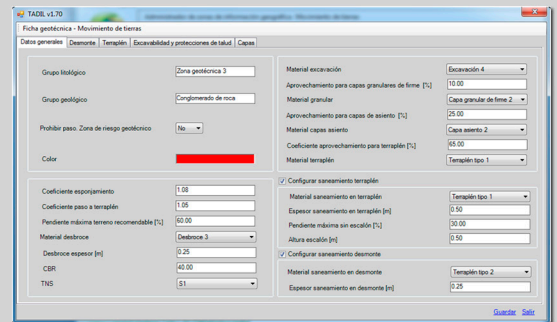 TADIL v1.70
Ficha geotécnica - Movimiento de tierras
Datos generales Desmonte Terraplén Excavabilidad y protecciones de talud Capas
Grupo litológico Zona geotécnica 3
Grupo geológico Conglomerado de roca
Prohibir paso. Zona de riesgo geotécnico No
Color
Coeficiente esponjamiento 1.08
Coeficiente paso a terraplén 1.05
Pendiente máxima terreno recomendable [%] 60.00
Material desbroce Desbroce 3
Desbroce espesor [m] 0.25
CBR 40.00
TNS S1
Material excavación Excavación 4
Aprovechamiento para capas granulares de firme [%] 10.00
Material granular Capa granular de firme 2
Aprovechamiento para capas de asiento [%] 25.00
Material capas asiento Capa asiento 2
Coeficiente aprovechamiento para terraplén [%] 65.00
Material terraplén Terraplén tipo 1
Configurar saneamiento terraplén
Material saneamiento en terraplén Terraplén tipo 1
Espesor saneamiento en terraplén [m] 0.50
Pendiente máxima sin escalón [%] 30.00
Altura escalón [m] 0.50
Configurar saneamiento desmonte
Material saneamiento en desmonte Terraplén tipo 2
Espesor saneamiento en desmonte [m] 0.25
Guardar Salir